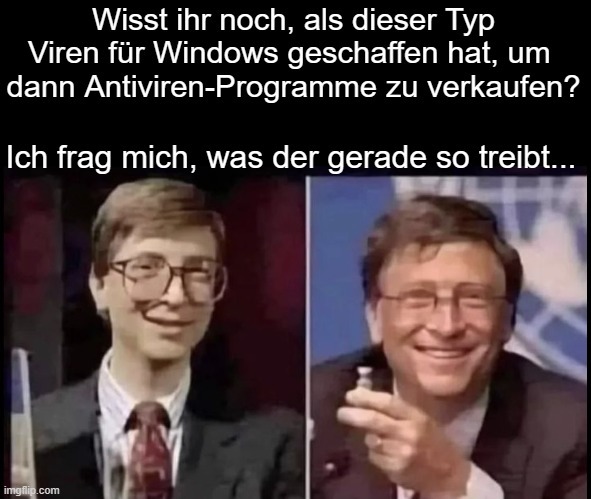 Wisst ihr noch, als dieser Typ
Viren für Windows geschaffen hat, um
dann Antiviren-Programme zu verkaufen?
Ich frag mich, was der gerade so treibt...
imgflip.com